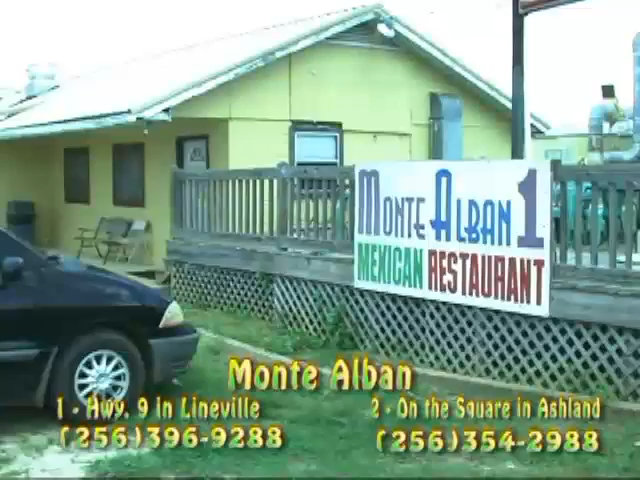 MONTE ALBAN 1
MEXICAN RESTAURANT
Monte Alban
1 - Hwy. 9 in Lineville
2 - On the Square in Ashland
(256)396-9288
(256)354-2988